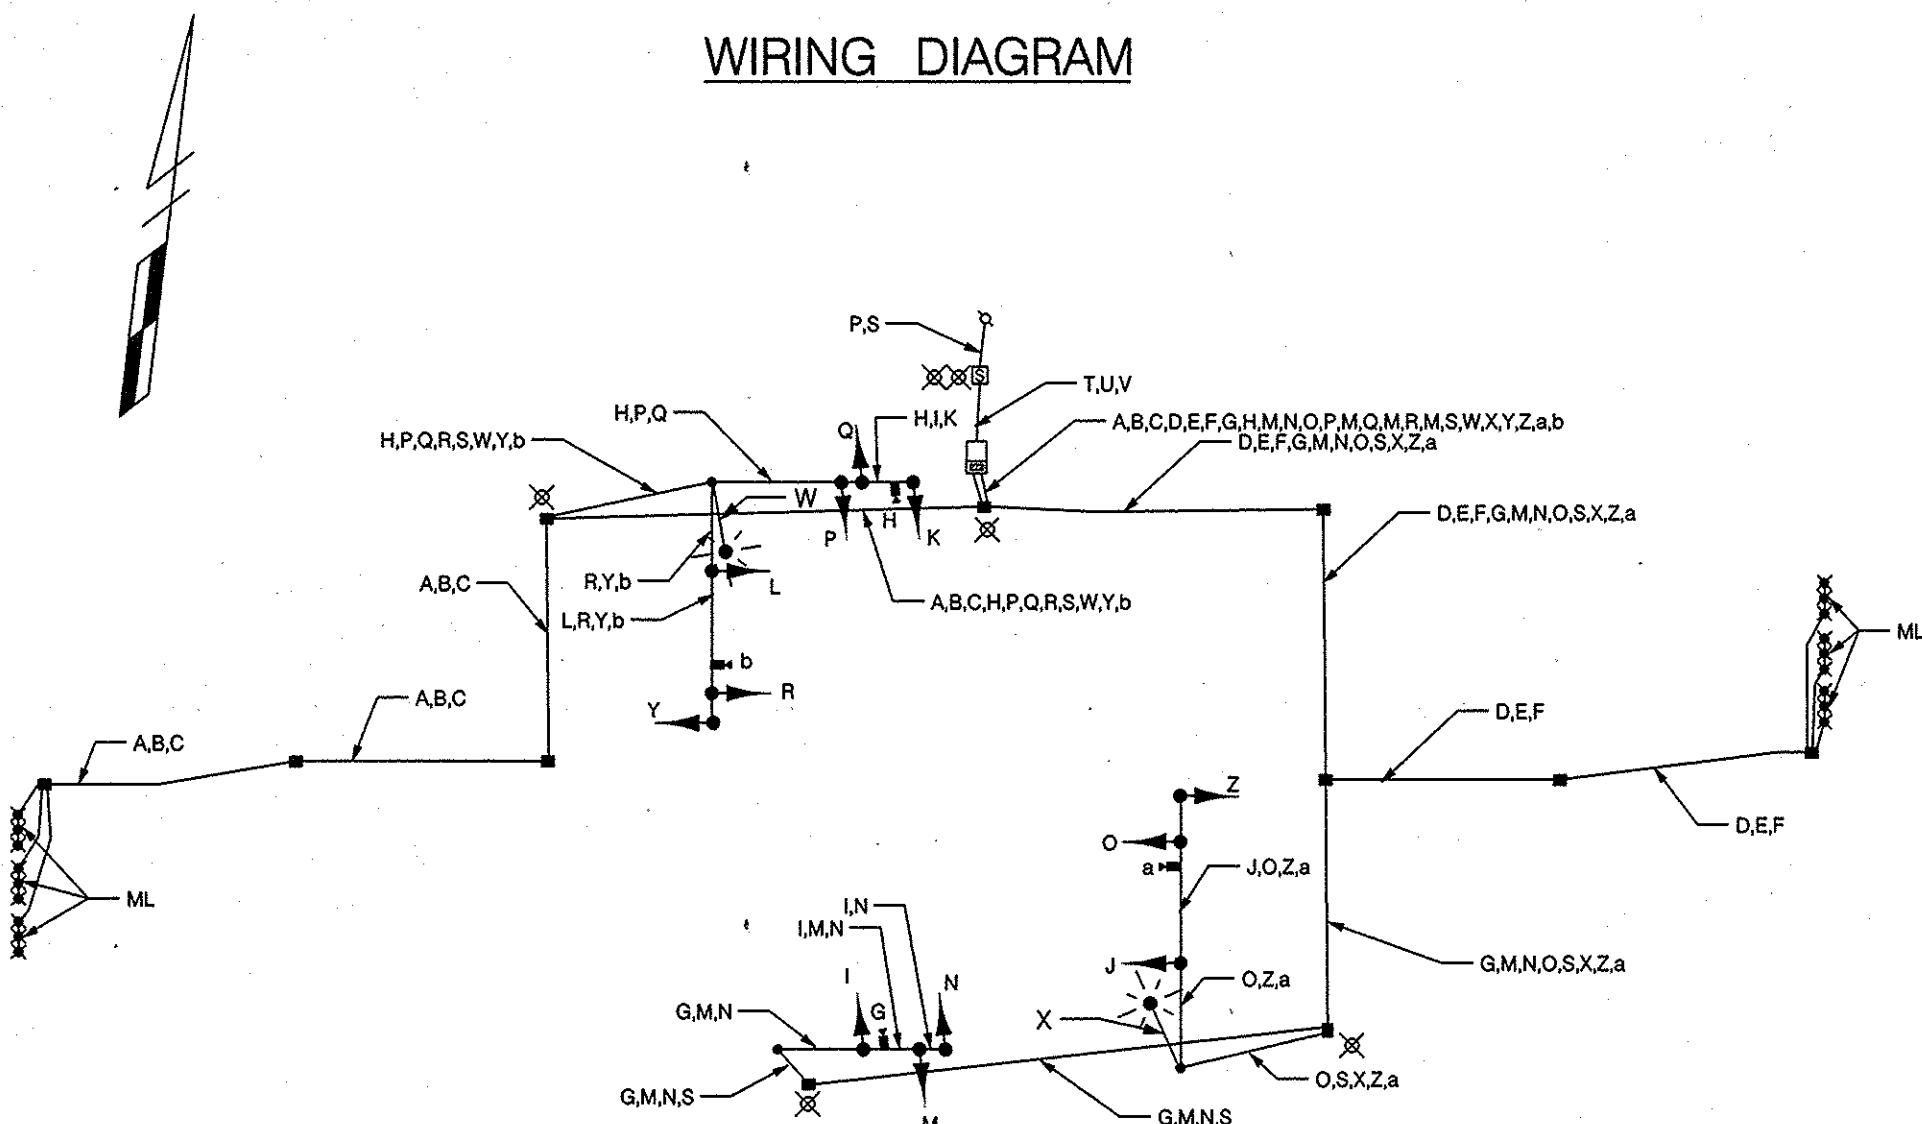 WIRING DIAGRAM
P,S
S
T,U,V
H,P,Q
Q
H,I,K
A,B,C,D,E,F,G,H,M,N,O,P,M,Q,M,R,M,S,W,X,Y,Z,a,b
H,P,Q,R,S,W,Y,b
D,E,F,G,M,N,O,S,X,Z,a
W
H
D,E,F,G,M,N,O,S,X,Z,a
P
K
A,B,C
R,Y,b
L
A,B,C,H,P,Q,R,S,W,Y,b
L,R,Y,b
ML
b
R
A,B,C
Y
D,E,F
A,B,C
Z
D,E,F
O
a
J,O,Z,a
ML
I,N
I,M,N
J
G,M,N,O,S,X,Z,a
I
N
O,Z,a
G,M,N
G
X
O,S,X,Z,a
G,M,N,S
M
G,M,N,S